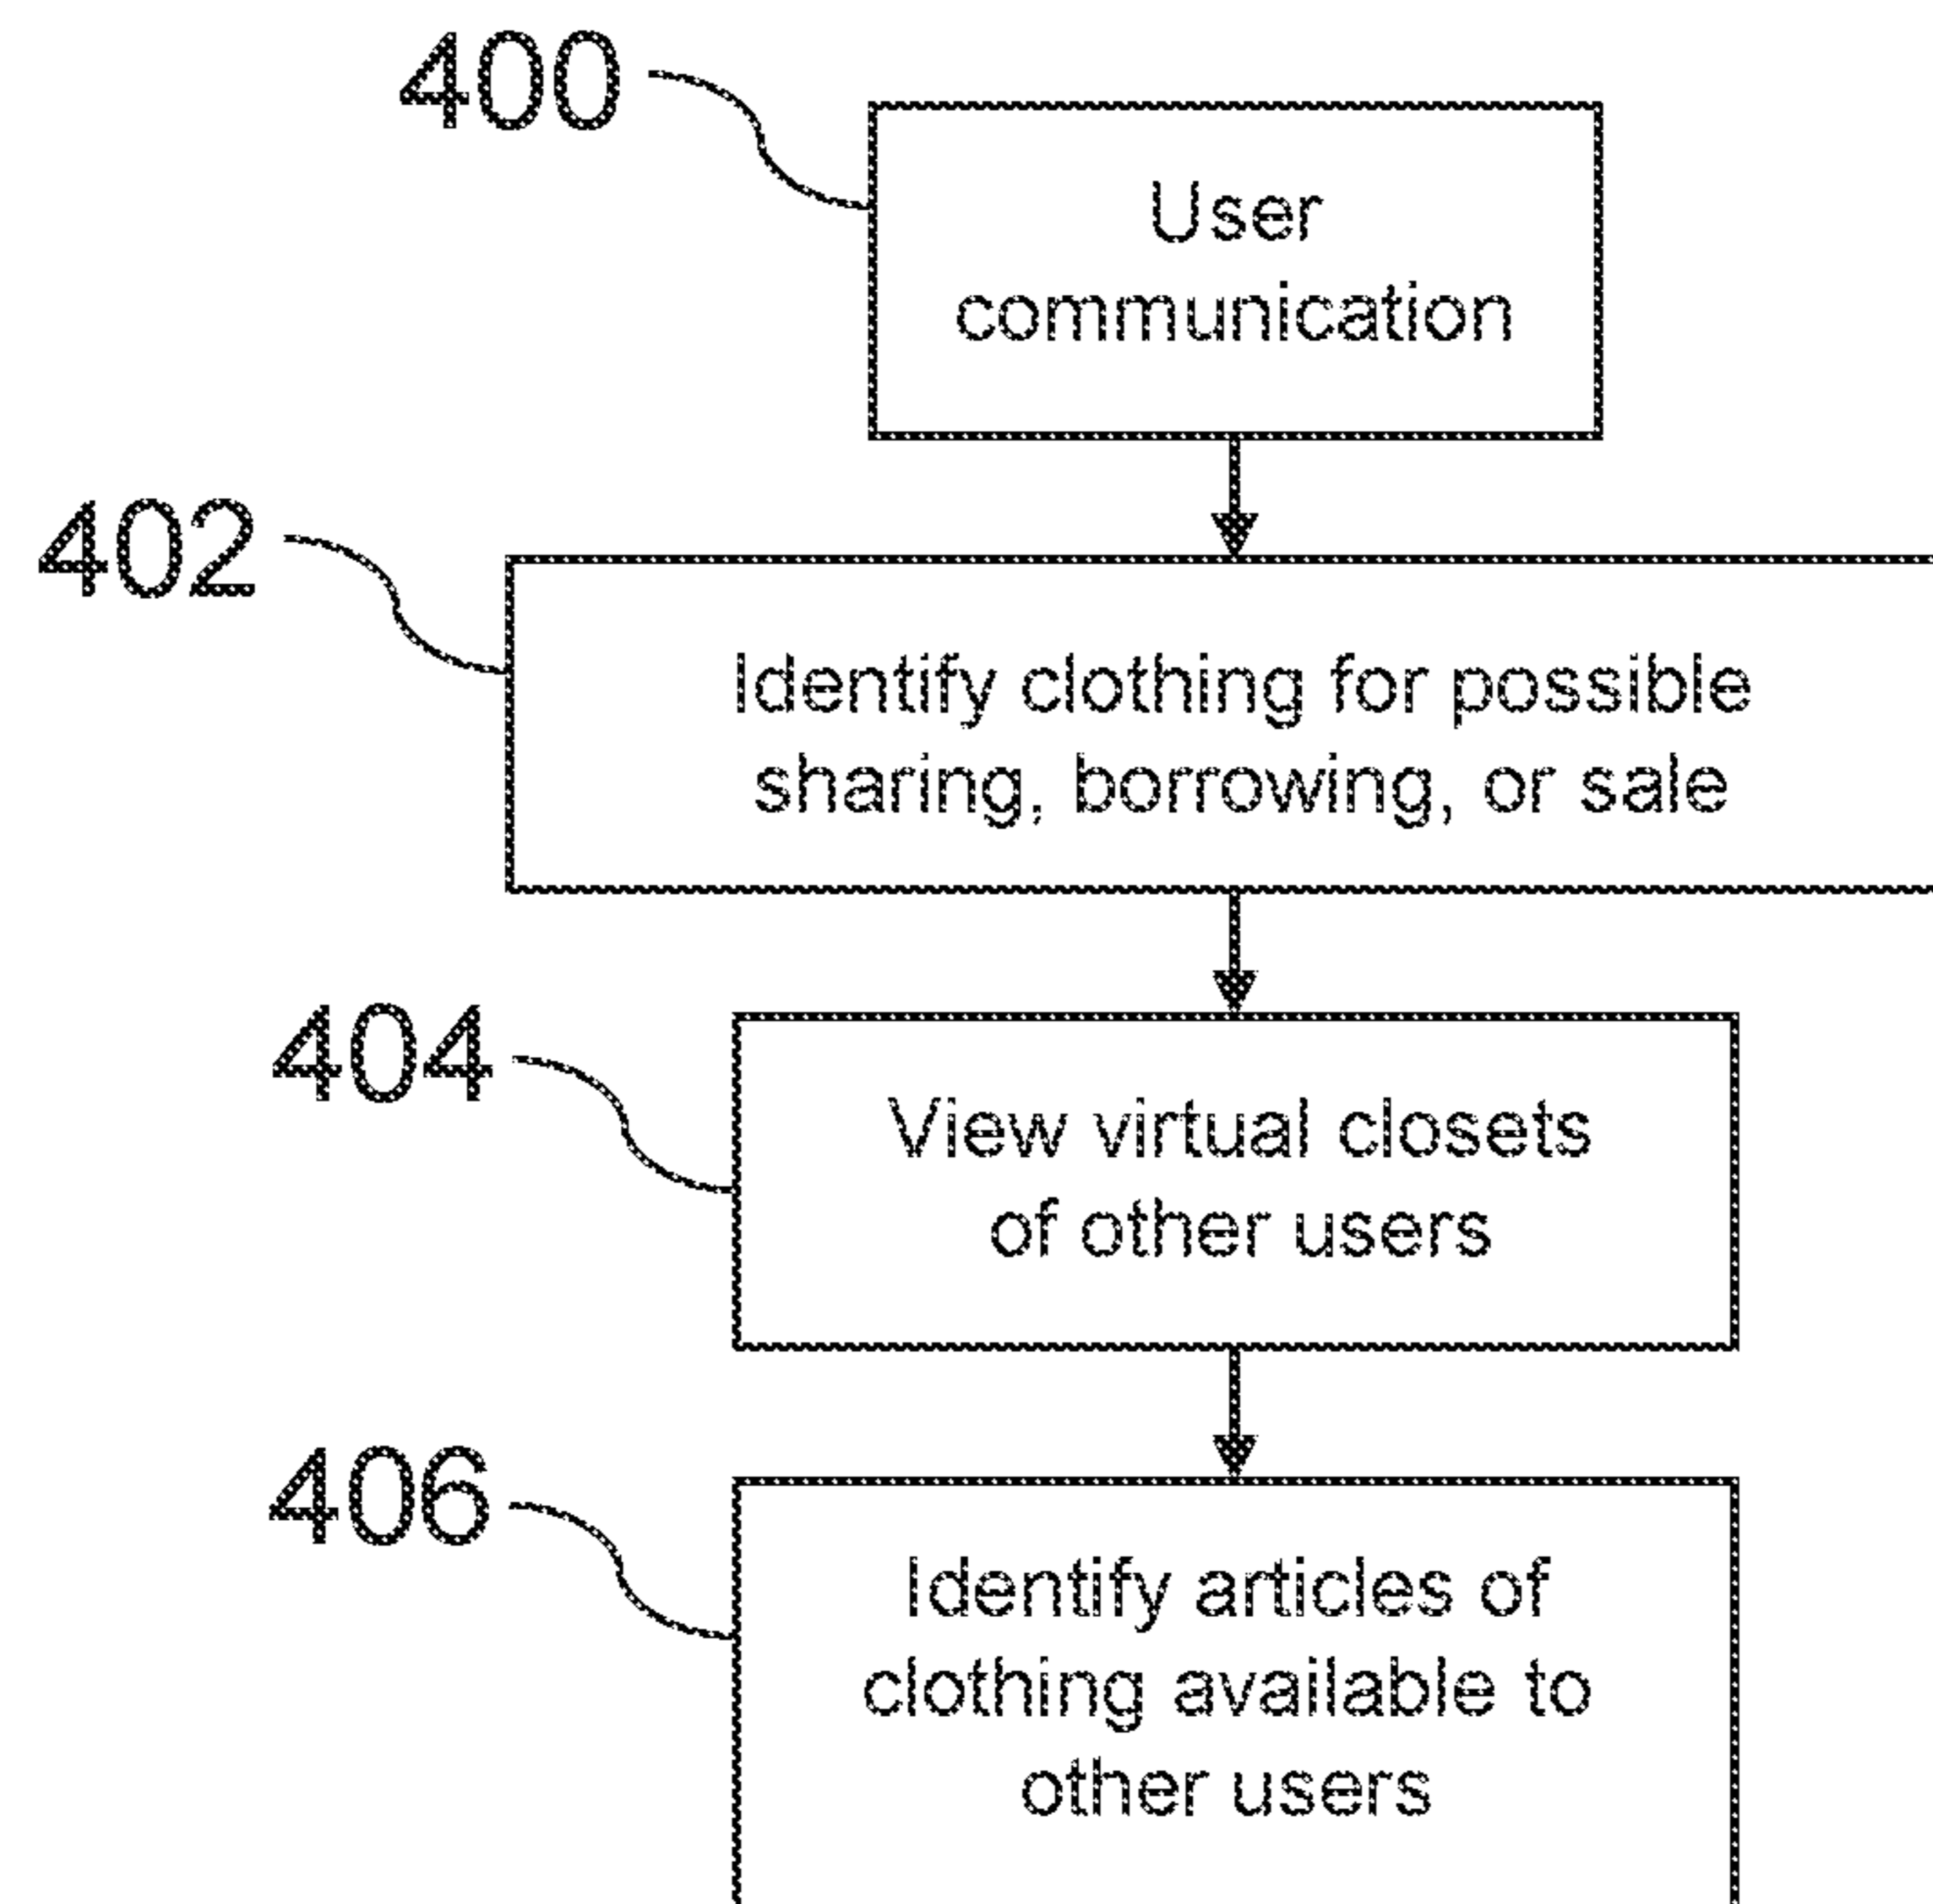 400
User
communication
402
Identify clothing for possible
sharing, borrowing, or sale
404
View virtual closets
of other users
406
Identify articles of
clothing available to
other users